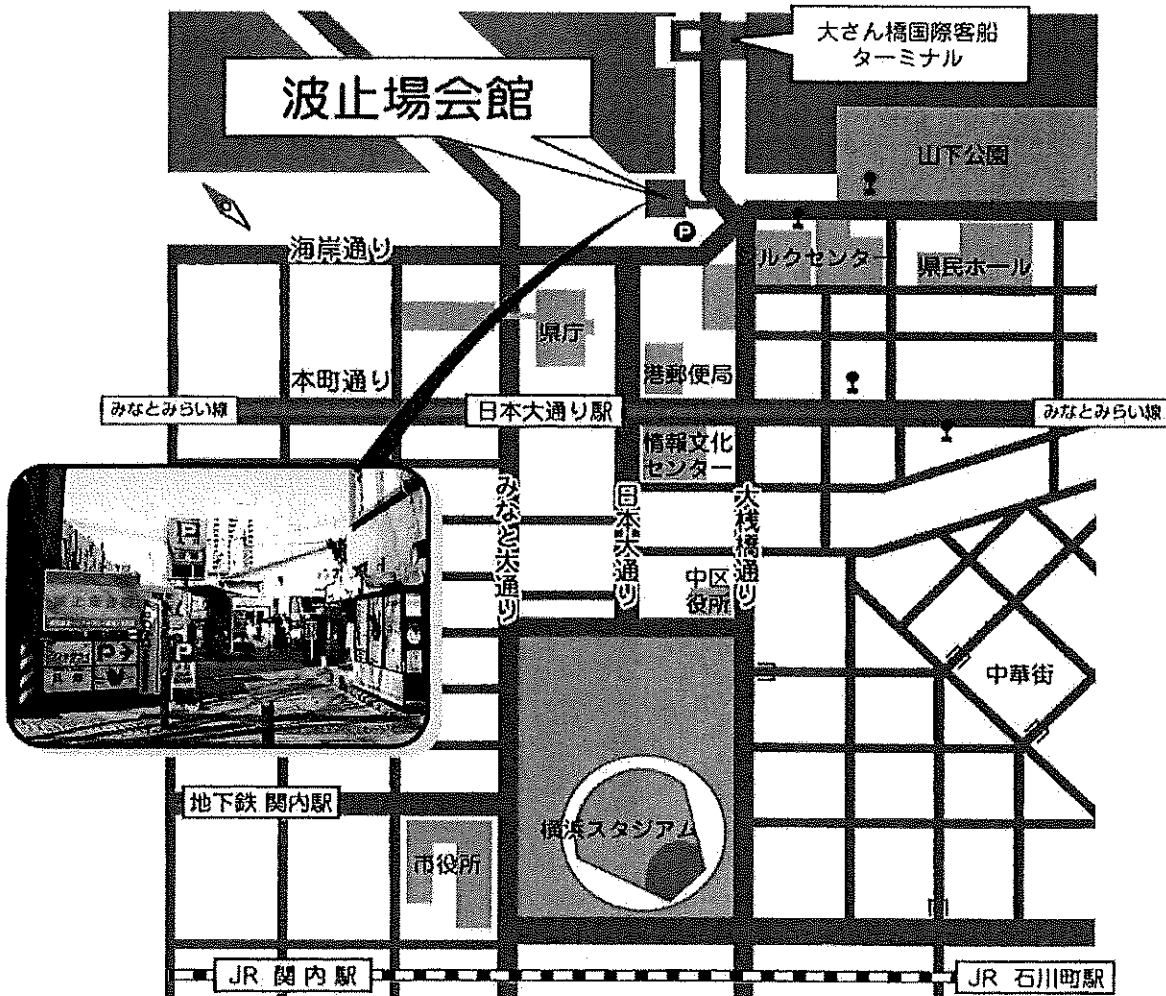 大さん橋国際客船
ターミナル
波止場会館
山下公園
P
海岸通り
ルクセンター
県民ホール
県庁
本町通り
港郵便局
みなとみらい線
日本大通り駅
みなとみらい線
情報文化
センター
みなと大通り
日本大通り
大桟橋通り
P
P
P
中区
役所
中華街
地下鉄 関内駅
横浜スタジアム
市役所
JR 関内駅
JR 石川町駅